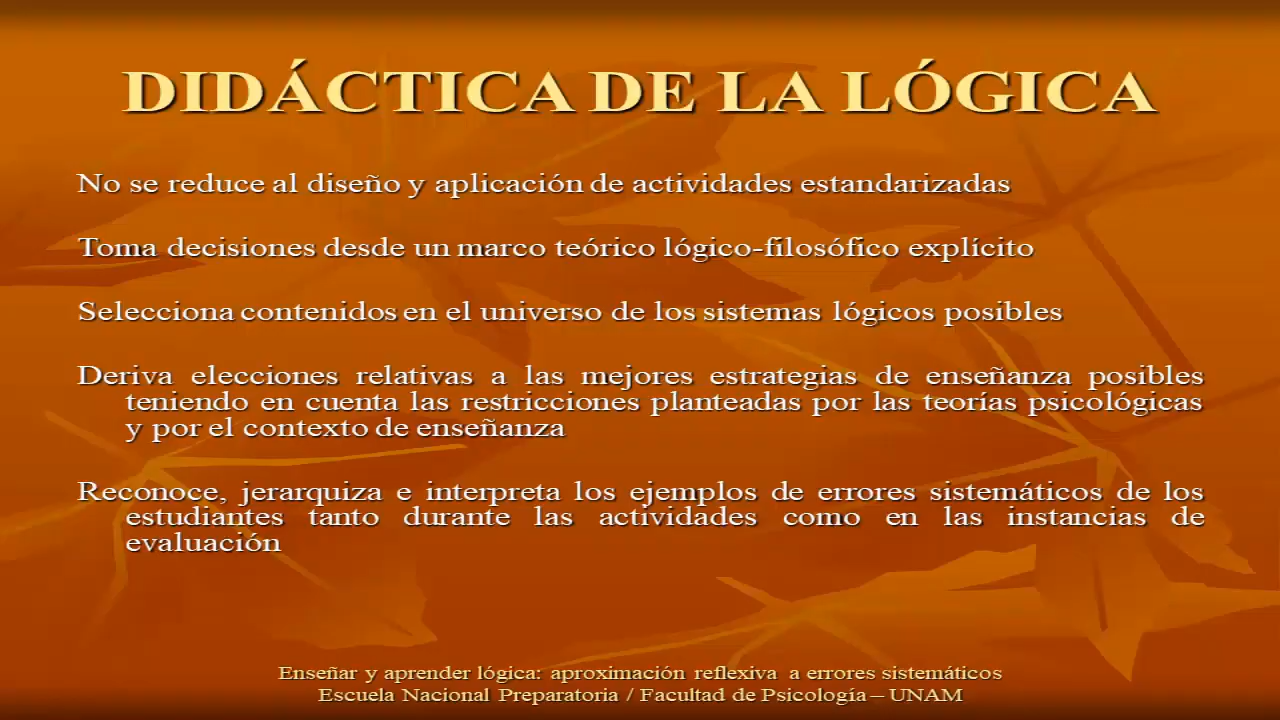 DIDÁCTICA DE LA LÓGICA
No se reduce al diseño y aplicación de actividades estandarizadas
Toma decisiones desde un marco teórico lógico-filosófico explícito
Selecciona contenidos en el universo de los sistemas lógicos posibles
Deriva elecciones relativas a las mejores estrategias de enseñanza posibles
teniendo en cuenta las restricciones planteadas por las teorías psicológicas
y por el contexto de enseñanza
Reconoce, jerarquiza e interpreta los ejemplos de errores sistemáticos de los
estudiantes tanto durante las actividades como en las instancias de
evaluación
Enseñar y aprender lógica: aproximación reflexiva a errores sistemáticos
Escuela Nacional Preparatoria / Facultad de Psicología – UNAM